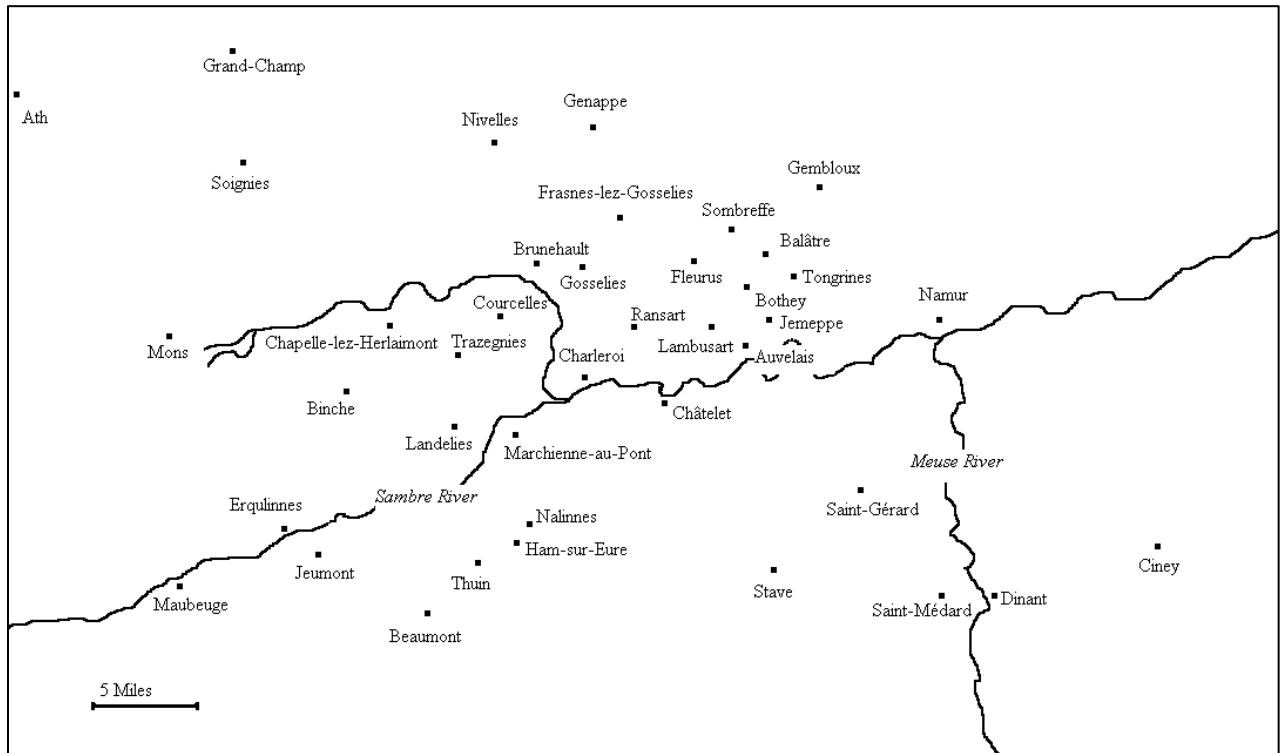 Grand-Champ
Ath
Genappe
Nivelles
Soignies
Gembloux
Frasnes-lez-Gosselies
Sombreffe
Brunehault
Balâtre
Gosselies
Fleurus
Tongrines
Courcelles
Bothey
Namur
Ransart
Jemeppe
Mons
Chapelle-lez-Herlaimont
Trazegnies
Lambusart
Auvelais
Charleroi
Binche
Châtelet
Landelies
Marchienne-au-Pont
Meuse River
Sambre River
Erqulinnes
Saint-Gérard
Nalinnes
Ham-sur-Eure
Jeumont
Ciney
Thuin
Stave
Maubeuge
Saint-Médard
Dinant
Beaumont
5 Miles